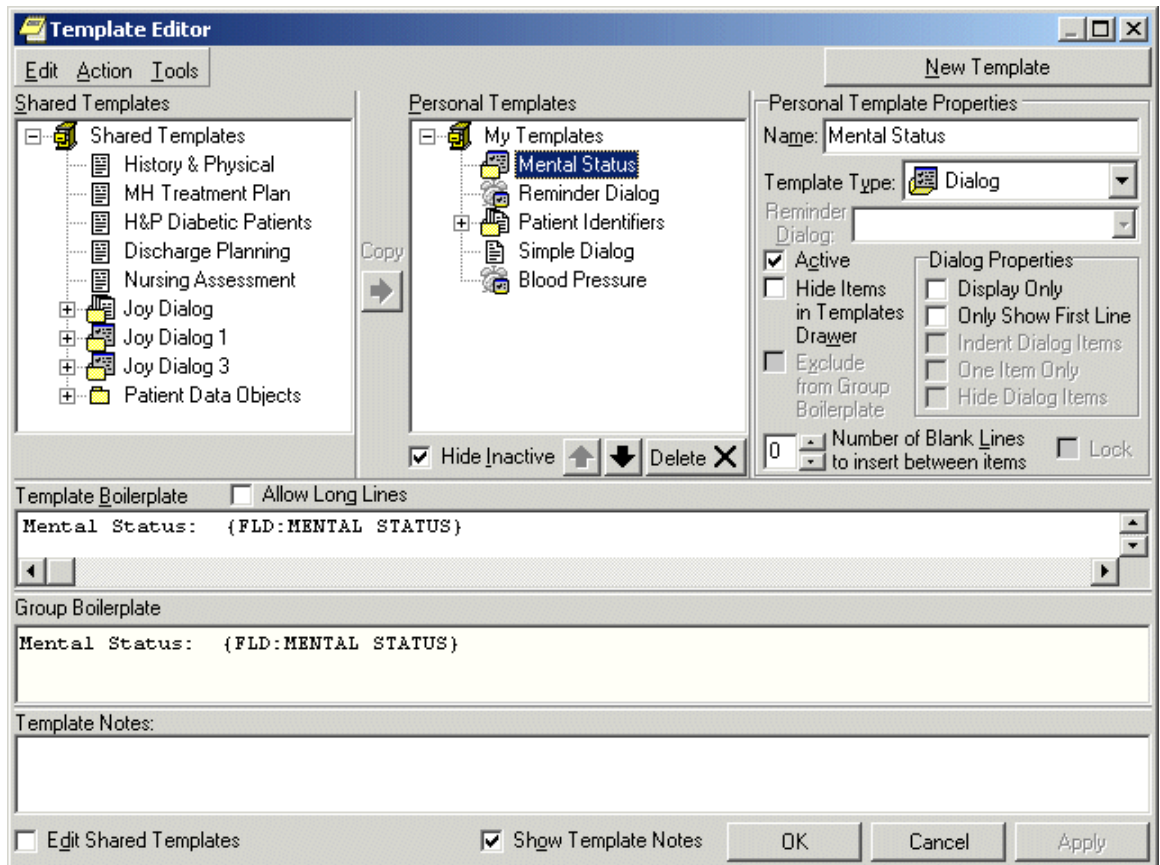 Template Editor
Edit Action Tools
New Template
Shared Templates
Shared Templates
History & Physical
MH Treatment Plan
H&P Diabetic Patients
Discharge Planning
Nursing Assessment
Joy Dialog
Joy Dialog 1
Joy Dialog 3
Patient Data Objects
Copy
Personal Templates
My Templates
Mental Status
Reminder Dialog
Patient Identifiers
Simple Dialog
Blood Pressure
Hide Inactive
Delete
Personal Template Properties
Name: Mental Status
Template Type: Dialog
Reminder
Dialog:
Active
Hide Items
in Templates
Drawer
Exclude
from Group
Boilerplate
Dialog Properties
Display Only
Only Show First Line
Indent Dialog Items
One Item Only
Hide Dialog Items
0 Number of Blank Lines
to insert between items
Lock
Template Boilerplate Allow Long Lines
Mental Status: {FLD:MENTAL STATUS}
Group Boilerplate
Mental Status: {FLD:MENTAL STATUS}
Template Notes:
Edit Shared Templates
Show Template Notes
OK
Cancel
Apply